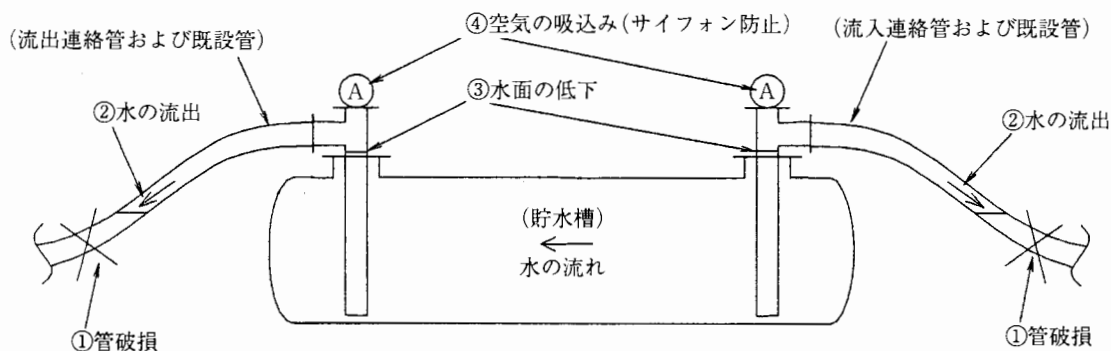 ④空気の吸込み(サイフォン防止)
(流出連絡管および既設管)
(流入連絡管および既設管)
A
A
③水面の低下
②水の流出
②水の流出
(貯水槽)
水の流れ
①管破損
①管破損